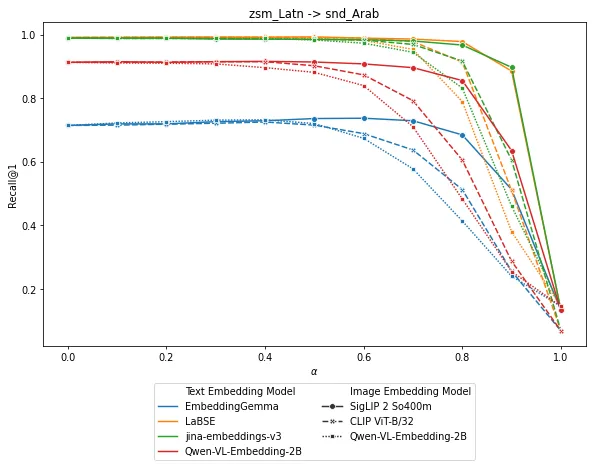 zsm_Latn -> snd_Arab
Recall@1
1.0
0.8
0.6
0.4
0.2
0.0 0.2 0.4 0.6 0.8 1.0
α
Text Embedding Model
EmbeddingGemma
LaBSE
jina-embeddings-v3
Qwen-VL-Embedding-2B
Image Embedding Model
SigLIP 2 So400m
CLIP ViT-B/32
Qwen-VL-Embedding-2B